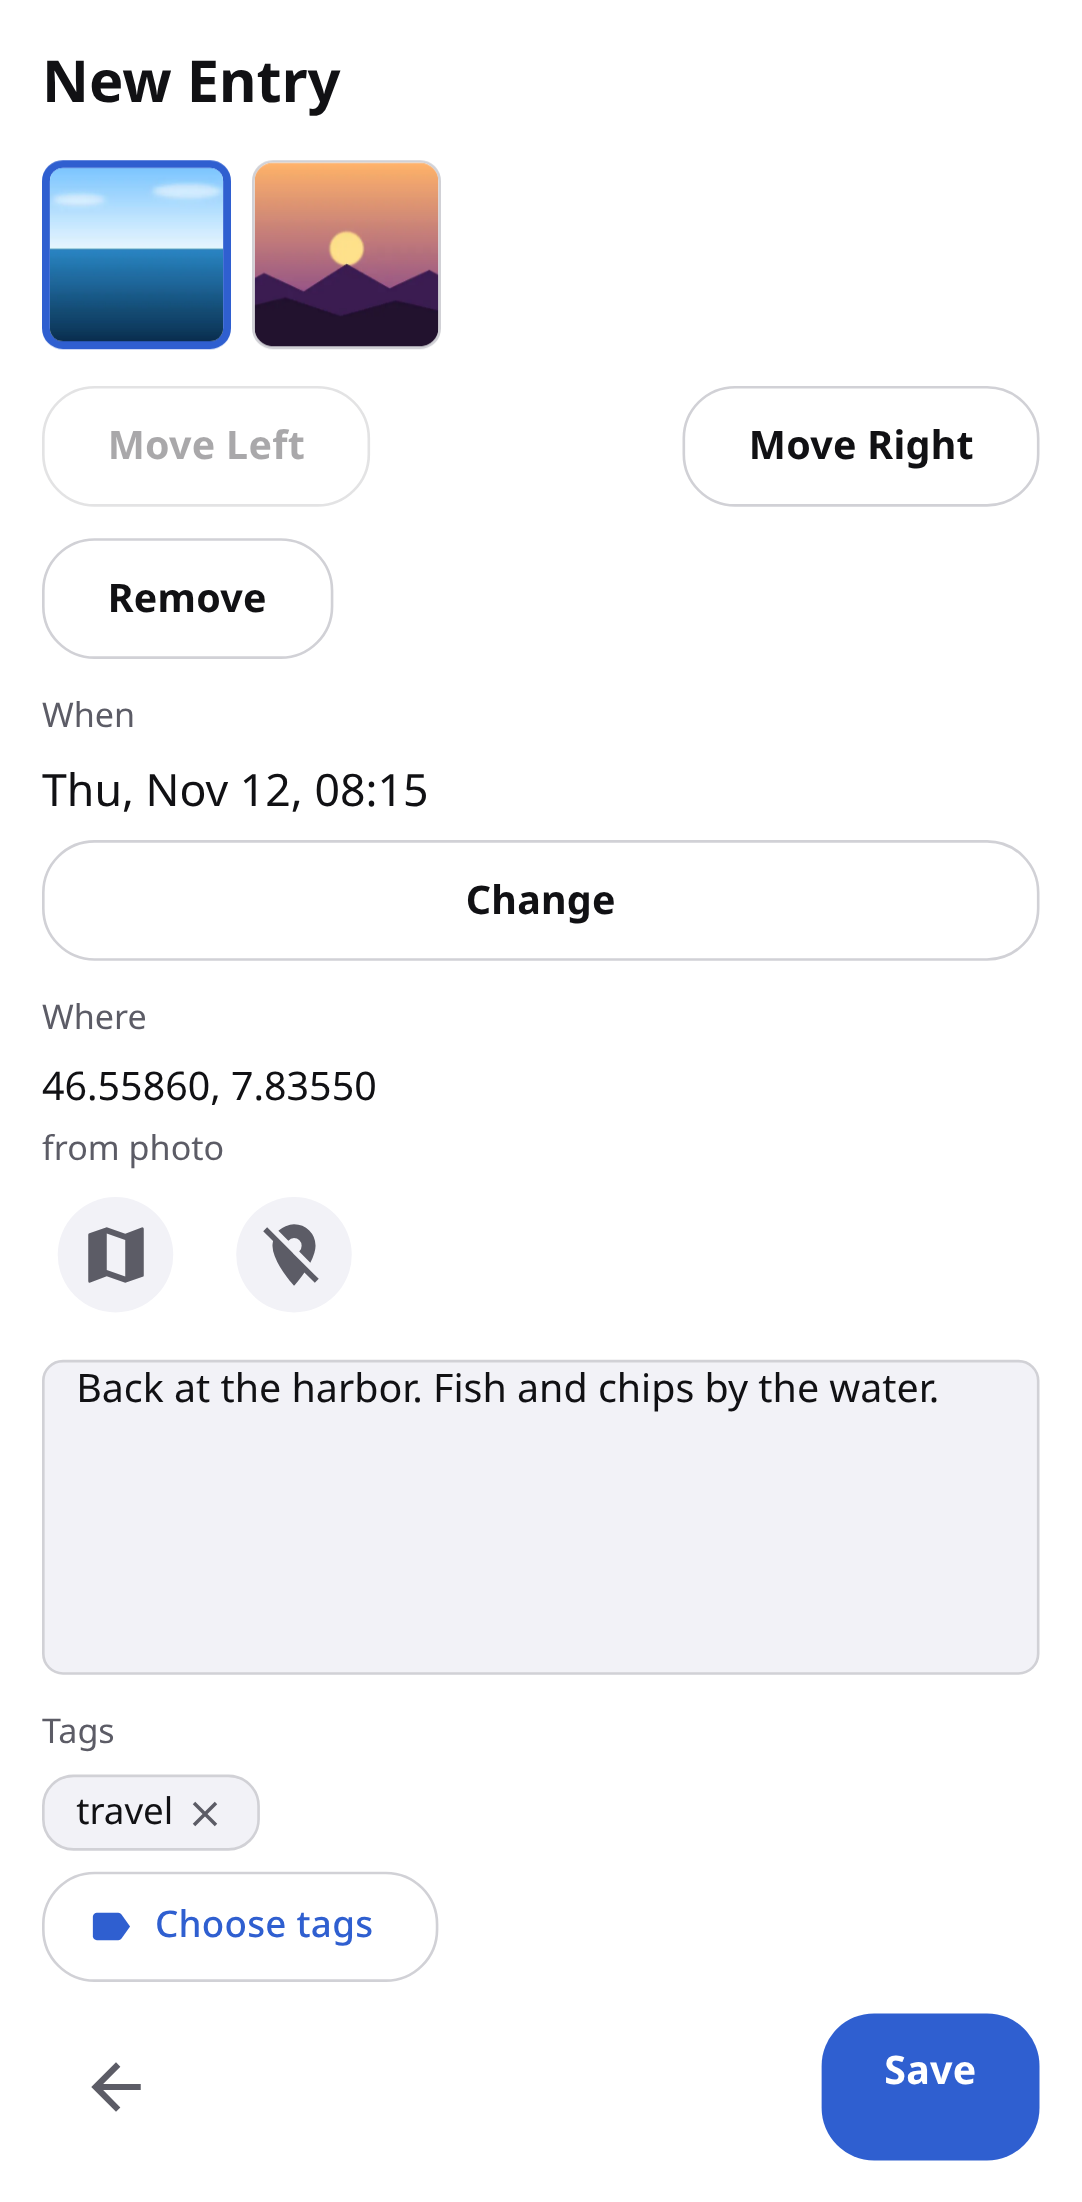 New Entry
Move Left
Move Right
Remove
When
Thu, Nov 12, 08:15
Change
Where
46.55860, 7.83550
from photo
Back at the harbor. Fish and chips by the water.
Tags
travel
Choose tags
Save